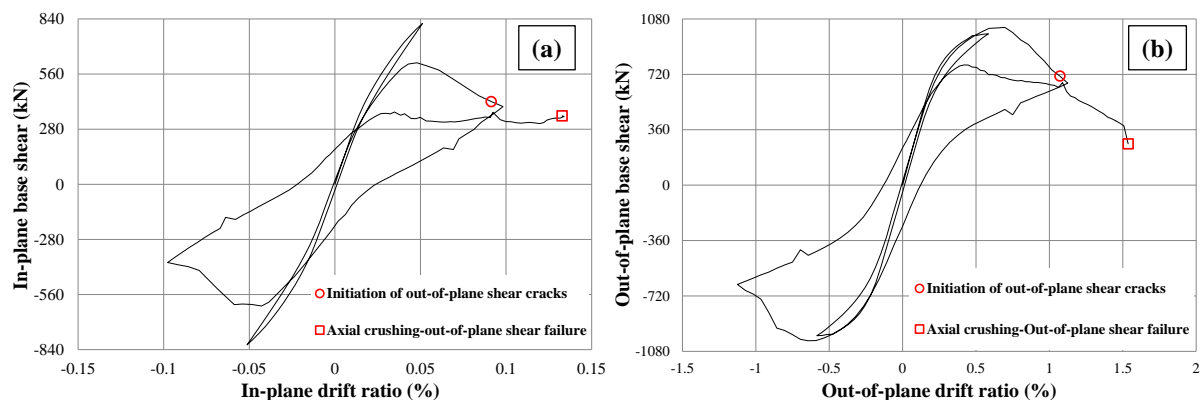 (a)
In-plane base shear (kN)
840
560
280
0
-280
-560
-840
Initiation of out-of-plane shear cracks
Axial crushing-out-of-plane shear failure
-0.15 -0.1 -0.05 0 0.05 0.1 0.15
In-plane drift ratio (%)
(b)
Out-of-plane base shear (kN)
1080
720
360
0
-360
-720
-1080
Initiation of out-of-plane shear cracks
Axial crushing-Out-of-plane shear failure
-1.5 -1 -0.5 0 0.5 1 1.5 2
Out-of-plane drift ratio (%)